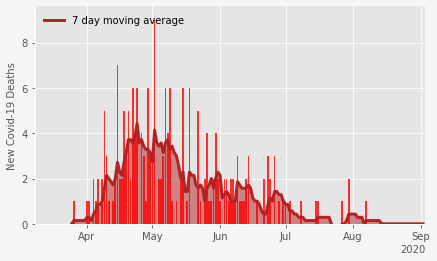 7 day moving average
New Covid-19 Deaths
8
6
4
2
0
Apr
May
Jun
Jul
Aug
Sep
2020